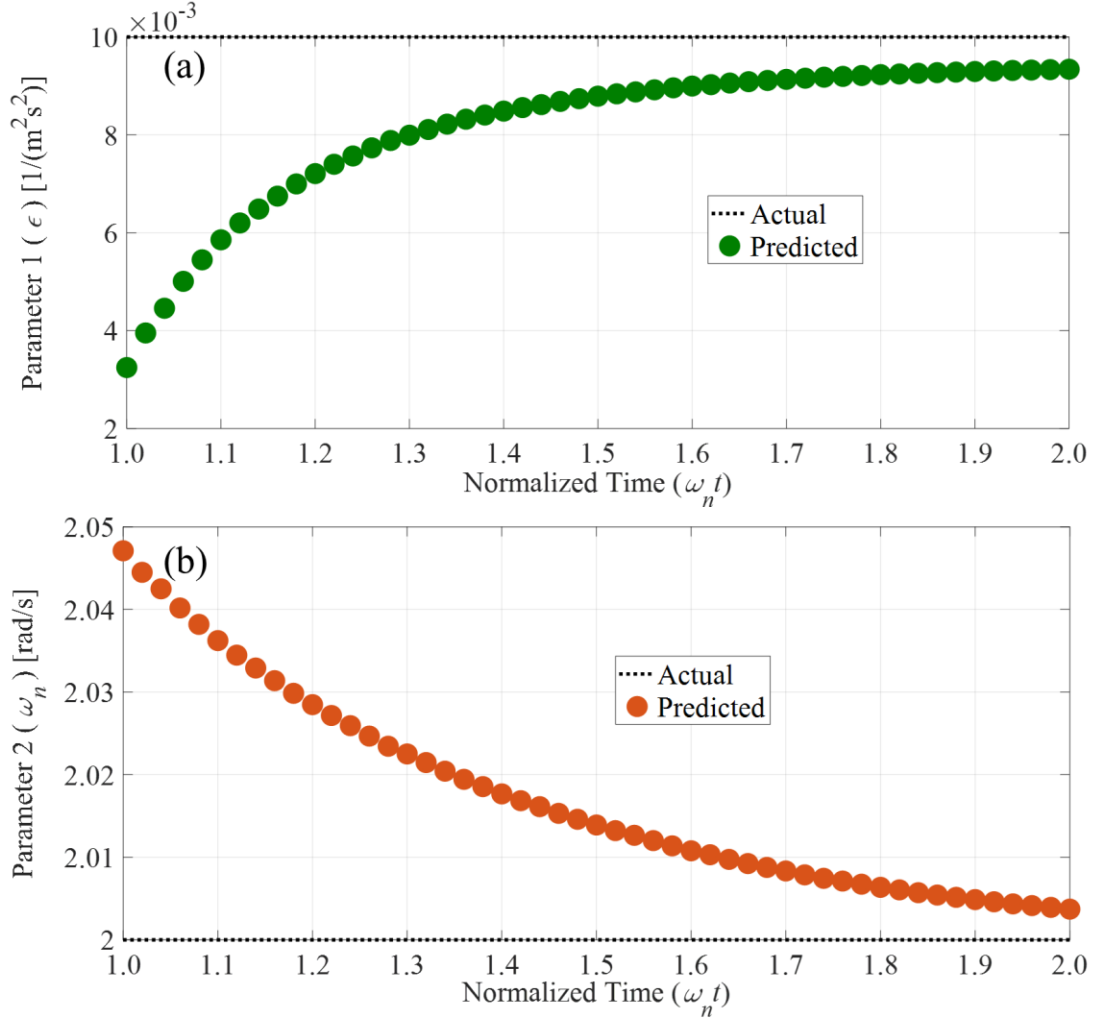 ×10⁻³
(a)
10
8
6
4
2
Parameter 1 ( ϵ ) [1/(m²s²)]
Actual
Predicted
1.0 1.1 1.2 1.3 1.4 1.5 1.6 1.7 1.8 1.9 2.0
Normalized Time (ωₙt)
(b)
2.05
2.04
2.03
2.02
2.01
2
Parameter 2 ( ωₙ ) [rad/s]
Actual
Predicted
1.0 1.1 1.2 1.3 1.4 1.5 1.6 1.7 1.8 1.9 2.0
Normalized Time (ωₙt)